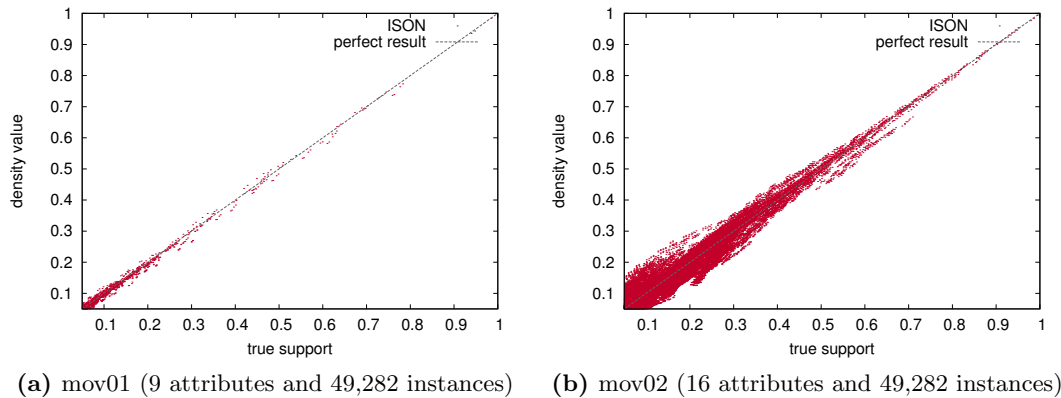 1
0.9
0.8
0.7
0.6
0.5
0.4
0.3
0.2
0.1
density value
ISON
perfect result
0.1 0.2 0.3 0.4 0.5 0.6 0.7 0.8 0.9 1
true support
(a) mov01 (9 attributes and 49,282 instances)
1
0.9
0.8
0.7
0.6
0.5
0.4
0.3
0.2
0.1
density value
ISON
perfect result
0.1 0.2 0.3 0.4 0.5 0.6 0.7 0.8 0.9 1
true support
(b) mov02 (16 attributes and 49,282 instances)